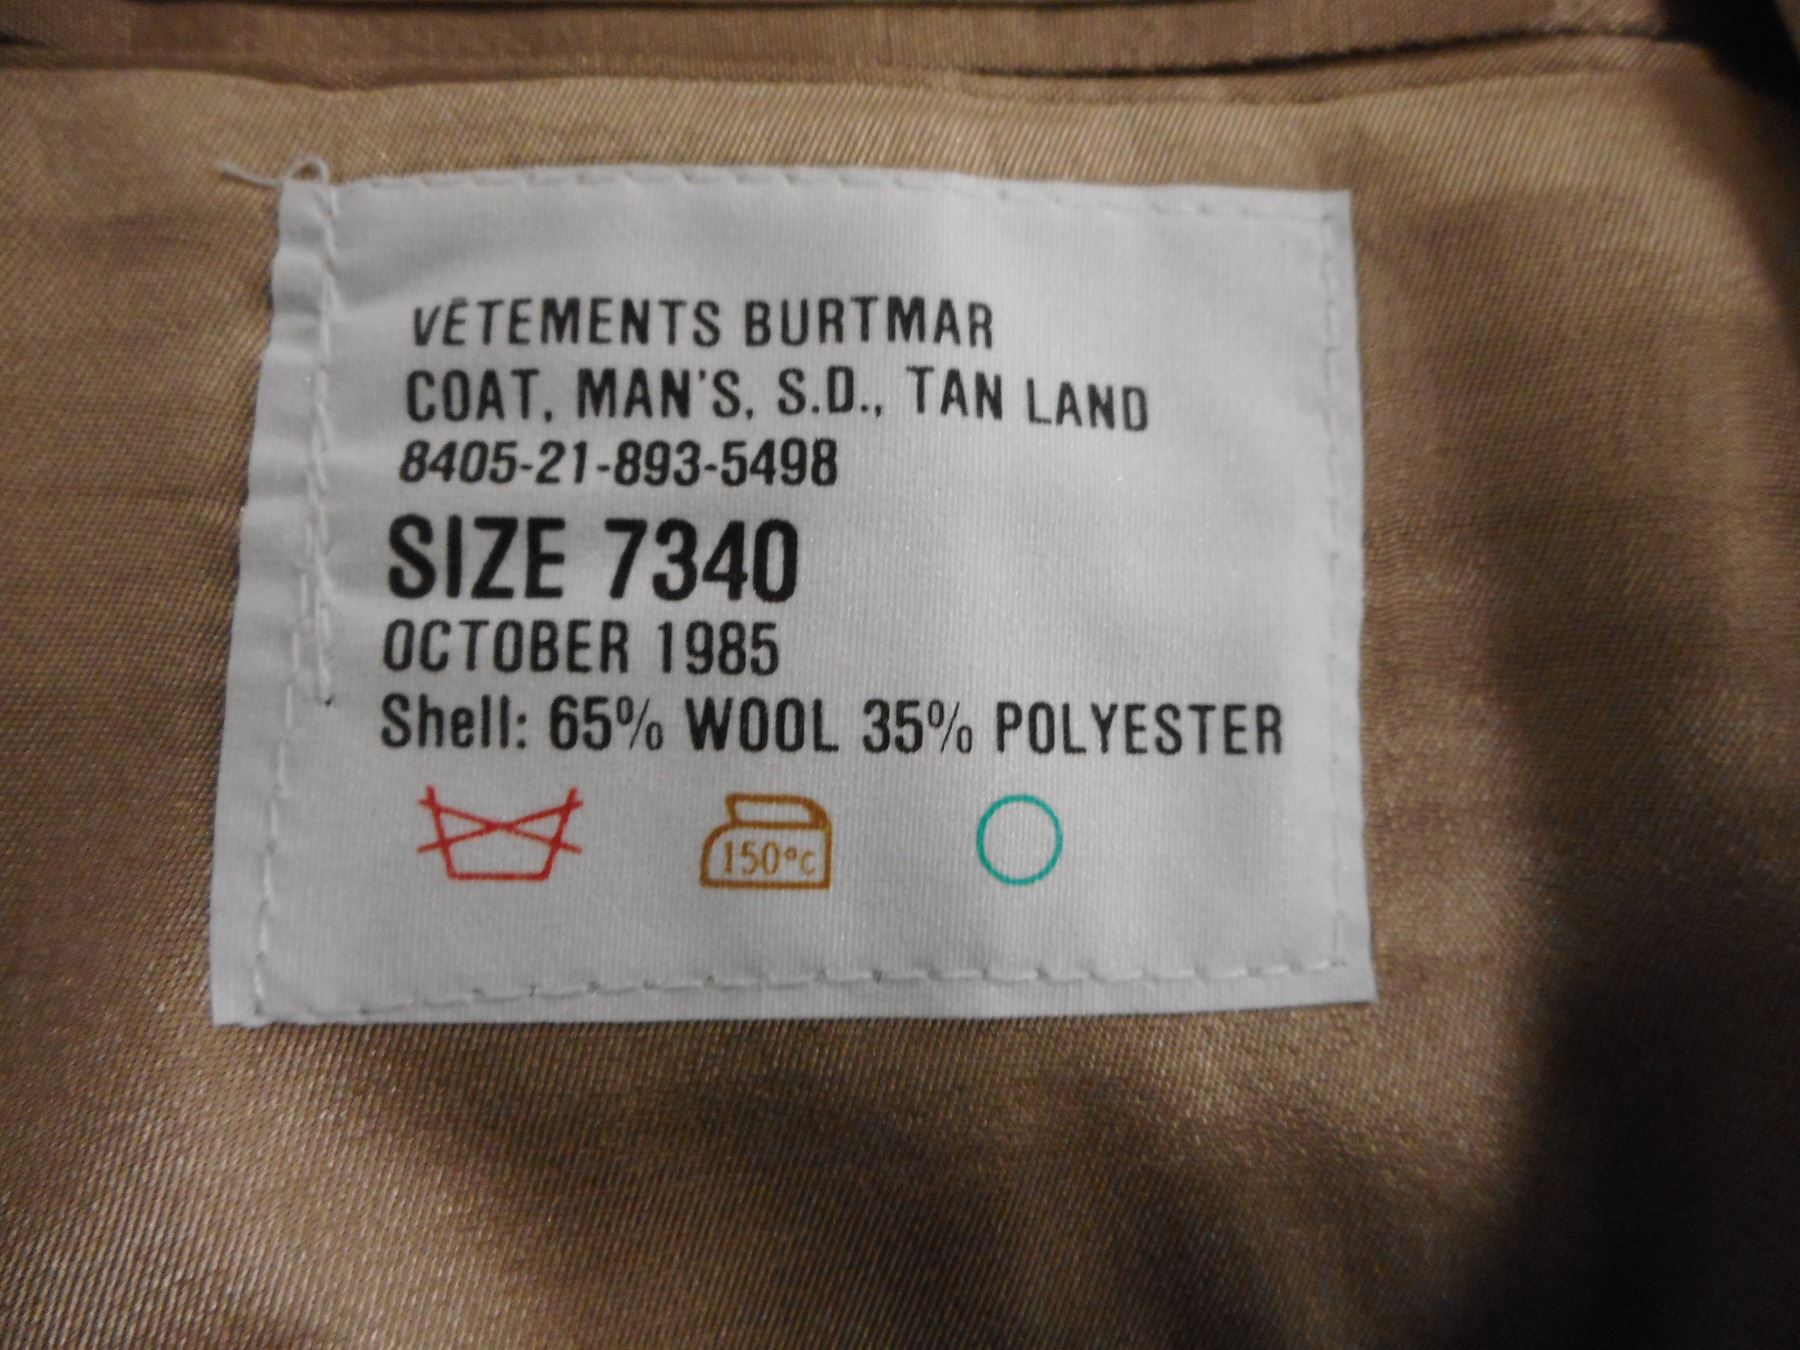 VÊTEMENTS BURTMAR
COAT, MAN'S, S.D., TAN LAND
8405-21-893-5498
SIZE 7340
OCTOBER 1985
Shell: 65% WOOL 35% POLYESTER
150°C